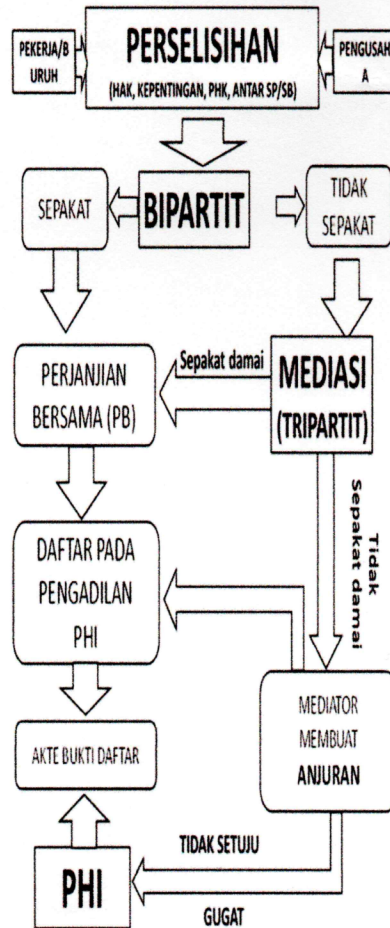 PEKERJA/B
URUH
PERSELISIHAN
(HAK, KEPENTINGAN, PHK, ANTAR SP/SB)
PENGUSAH
A
SEPAKAT
BIPARTIT
TIDAK
SEPAKAT
PERJANJIAN
BERSAMA (PB)
Sepakat damai
MEDIASI
(TRIPARTIT)
Tidak
Sepakat damai
DAFTAR PADA
PENGADILAN
PHI
MEDIATOR
MEMBUAT
ANJURAN
AKTE BUKTI DAFTAR
TIDAK SETUJU
PHI
GUGAT